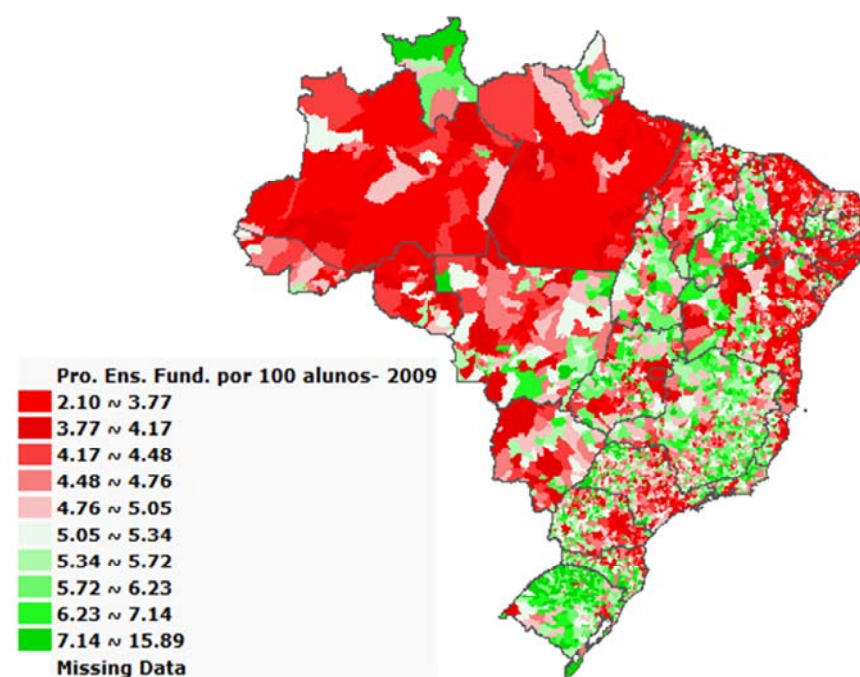 Pro. Ens. Fund. por 100 alunos- 2009
2.10 ~ 3.77
3.77 ~ 4.17
4.17 ~ 4.48
4.48 ~ 4.76
4.76 ~ 5.05
5.05 ~ 5.34
5.34 ~ 5.72
5.72 ~ 6.23
6.23 ~ 7.14
7.14 ~ 15.89
Missing Data